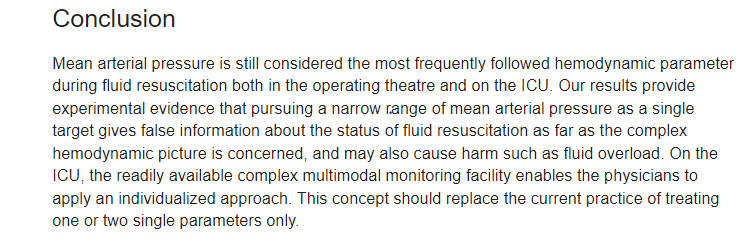 Conclusion
Mean arterial pressure is still considered the most frequently followed hemodynamic parameter
during fluid resuscitation both in the operating theatre and on the ICU. Our results provide
experimental evidence that pursuing a narrow range of mean arterial pressure as a single
target gives false information about the status of fluid resuscitation as far as the complex
hemodynamic picture is concerned, and may also cause harm such as fluid overload. On the
ICU, the readily available complex multimodal monitoring facility enables the physicians to
apply an individualized approach. This concept should replace the current practice of treating
one or two single parameters only.